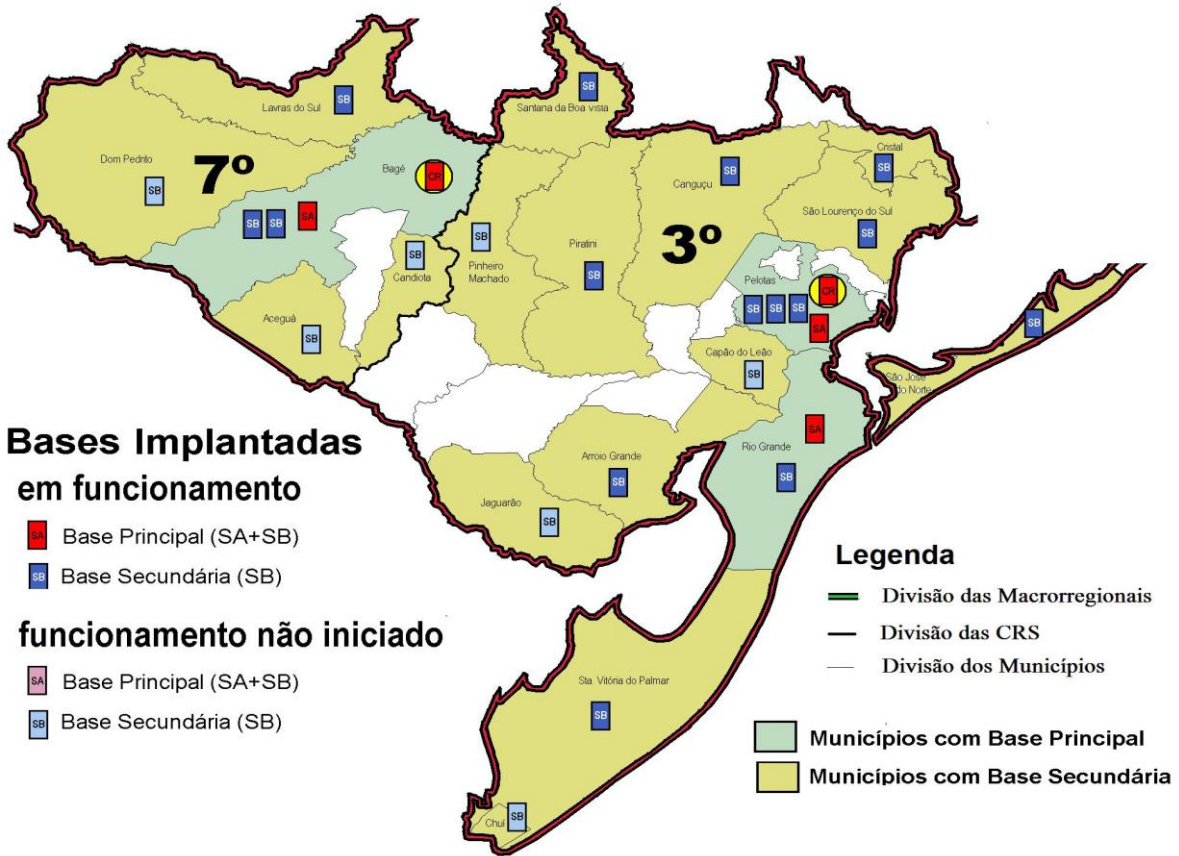 SB
Lavras do Sul
SB
Santana da Boa vista
Dom Pedrito
SB
7º
Bagé
CR
SB
SB
SA
SB
Candiota
Aceguá
SB
SB
Pinheiro
Machado
Piratini
SB
3º
Canguçu
SB
Cristal
SB
São Lourenço do Sul
SB
Pelotas
CR
SB
SB
SB
SA
Capão do Leão
SB
SB
São José
do Norte
SA
Rio Grande
SB
Arroio Grande
SB
Jaguarão
SB
Sta. Vitória do Palmar
SB
Chuí
SB
Bases Implantadas
em funcionamento
SA Base Principal (SA+SB)
SB Base Secundária (SB)
funcionamento não iniciado
SA Base Principal (SA+SB)
SB Base Secundária (SB)
Legenda
Divisão das Macrorregionais
Divisão das CRS
Divisão dos Municípios
Municípios com Base Principal
Municípios com Base Secundária